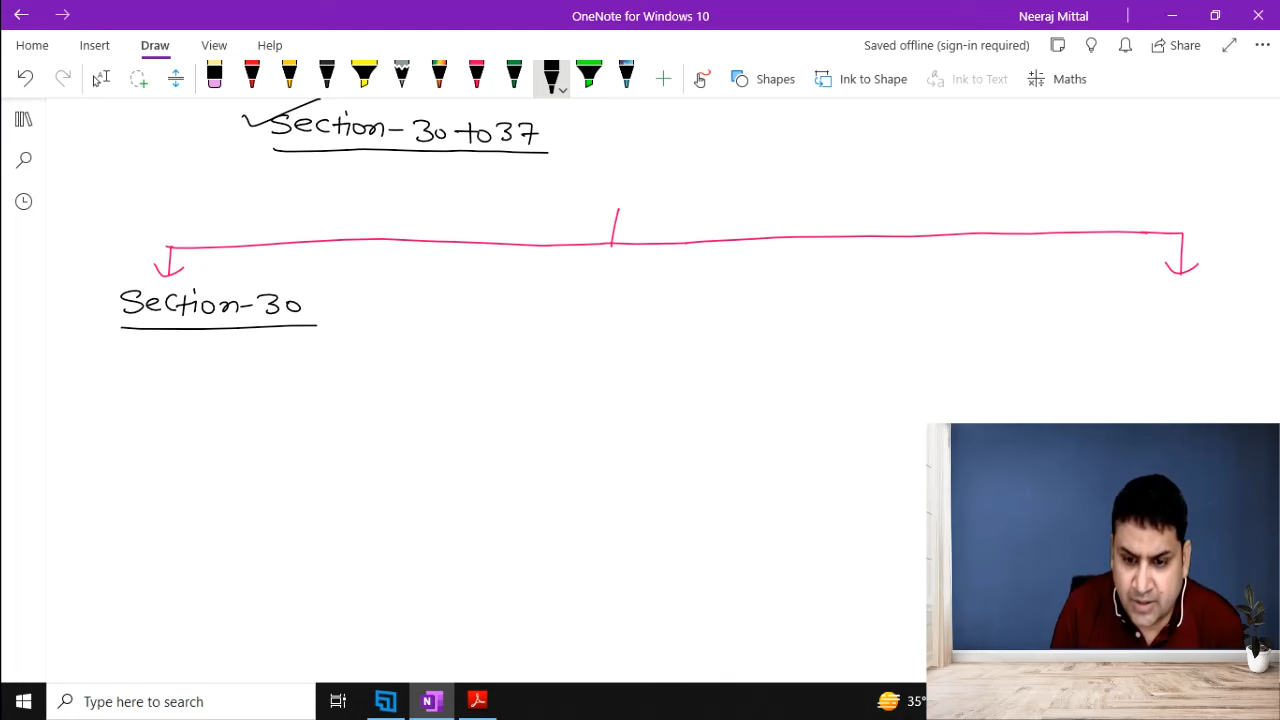 OneNote for Windows 10
Neeraj Mittal
Home Insert Draw View Help
Saved offline (sign-in required) Share
Shapes Ink to Shape Ink to Text Maths
Section-30 to 37
Section-30
Type here to search
35°